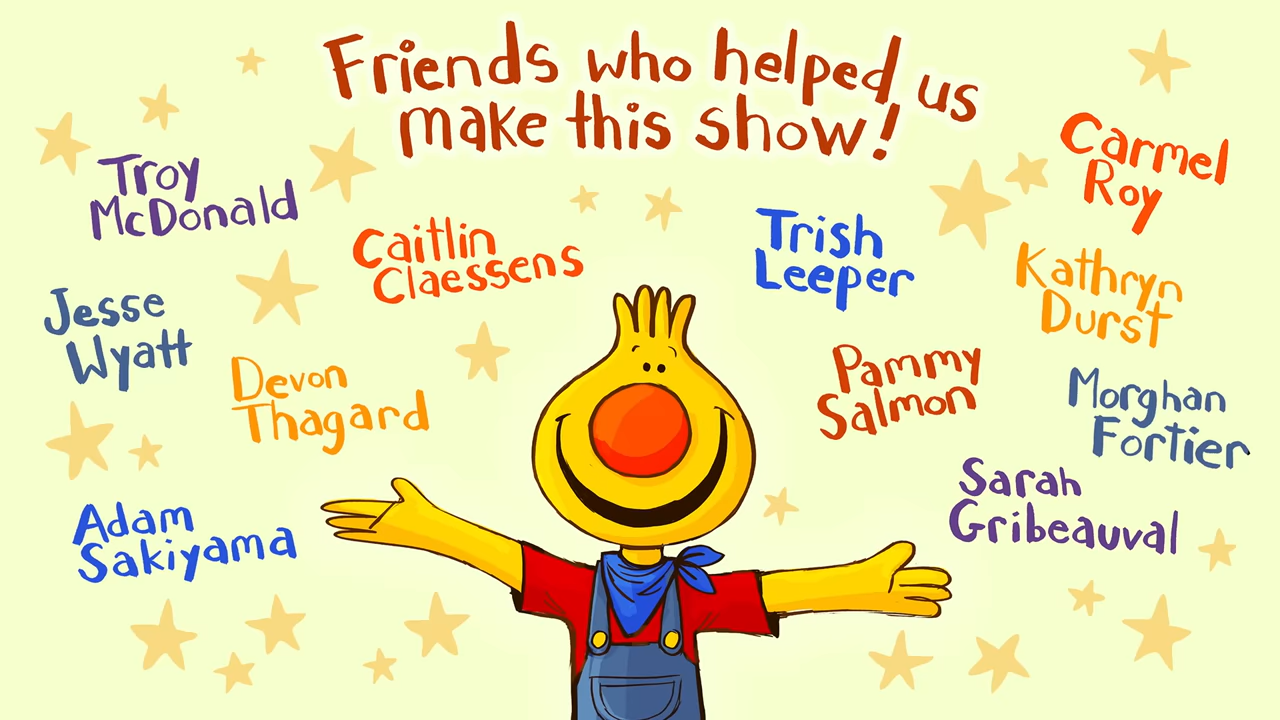 Friends who helped us
make this show!
Troy
McDonald
Caitlin
Claessens
Jesse
Wyatt
Devon
Thagard
Adam
Sakiyama
Trish
Leeper
Carmel
Roy
Kathryn
Durst
Pammy
Salmon
Morghan
Fortier
Sarah
Gribeauval